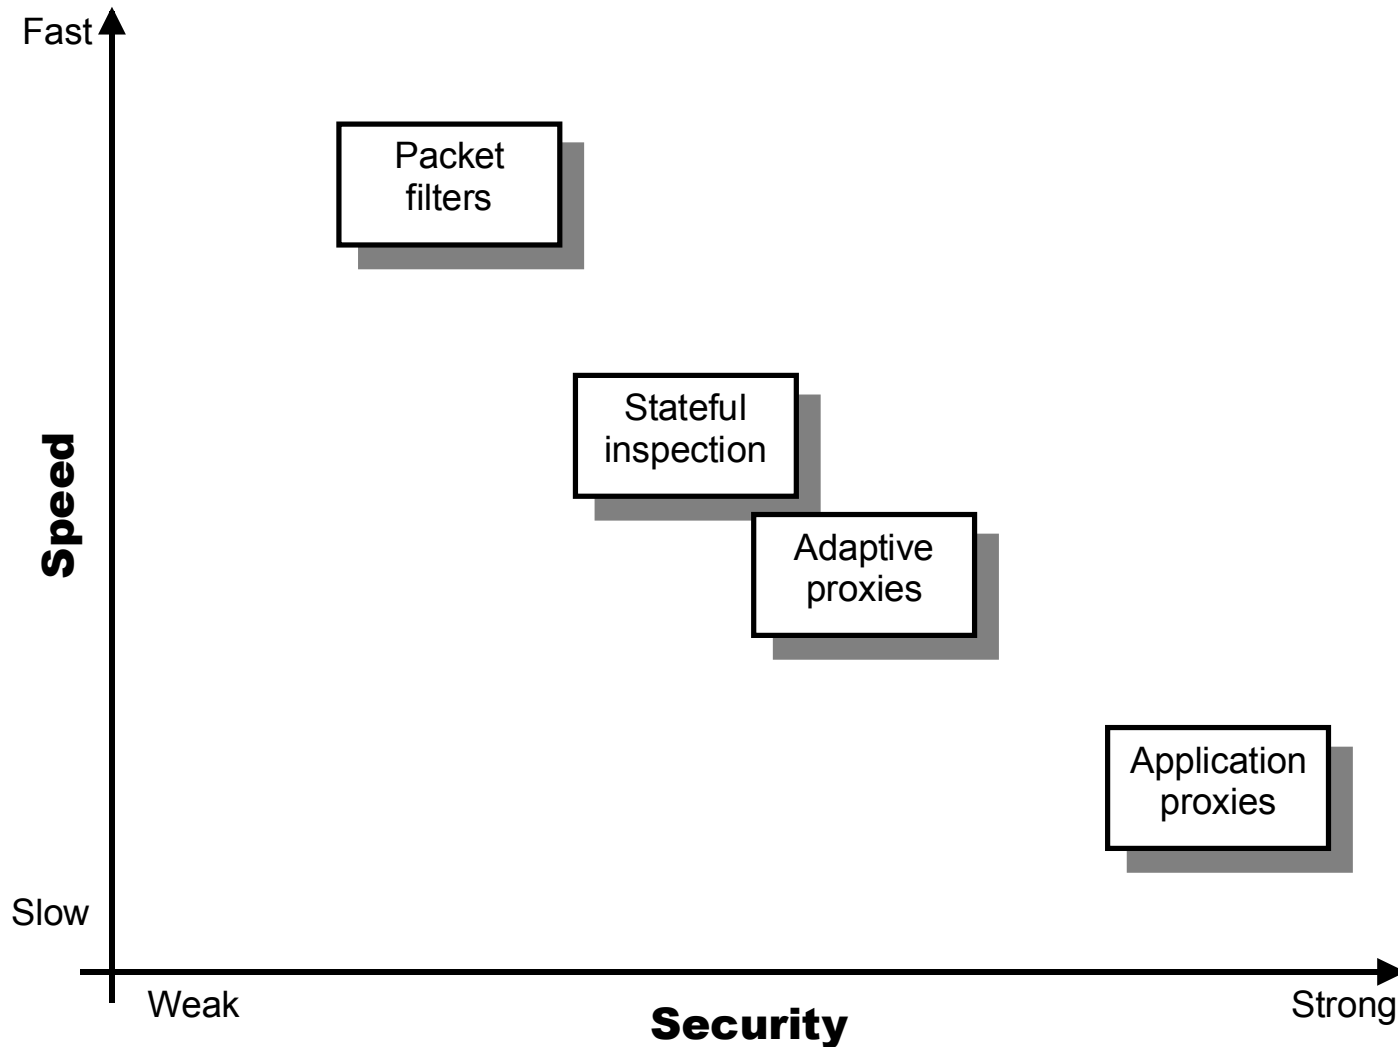 Fast
Packet
filters
Stateful
inspection
Speed
Adaptive
proxies
Application
proxies
Slow
Weak
Security
Strong